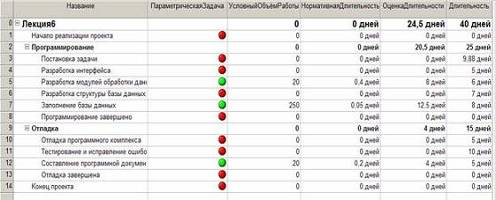 Название ПараметрическаяЗадача УсловныйОбъёмРаботы НормативнаяДлительность ОценкаДлительности Длительность
0 Лекция6 0 0 дней 24,5 дней 40 дней
1 Начало реализации проекта 0 0 дней 0 дней 0 дней
2 Программирование 0 0 дней 20,5 дней 25 дней
3 Постановка задачи 0 0 дней 0 дней 9,88 дней
4 Разработка интерфейса 0 0 дней 0 дней 5 дней
5 Разработка модулей обработки дан 20 0,4 дней 8 дней 6 дней
6 Разработка структуры базы данных 0 0 дней 0 дней 7 дней
7 Заполнение базы данных 250 0,05 дней 12,5 дней 8 дней
8 Программирование завершено 0 0 дней 0 дней 0 дней
9 Отладка 0 0 дней 4 дней 15 дней
10 Отладка программного комплекса 0 0 дней 0 дней 5 дней
11 Тестирование и исправление ошибо 0 0 дней 0 дней 10 дней
12 Составление программной докумен 20 0,2 дней 4 дней 5 дней
13 Отладка завершена 0 0 дней 0 дней 0 дней
14 Конец проекта 0 0 дней 0 дней 0 дней